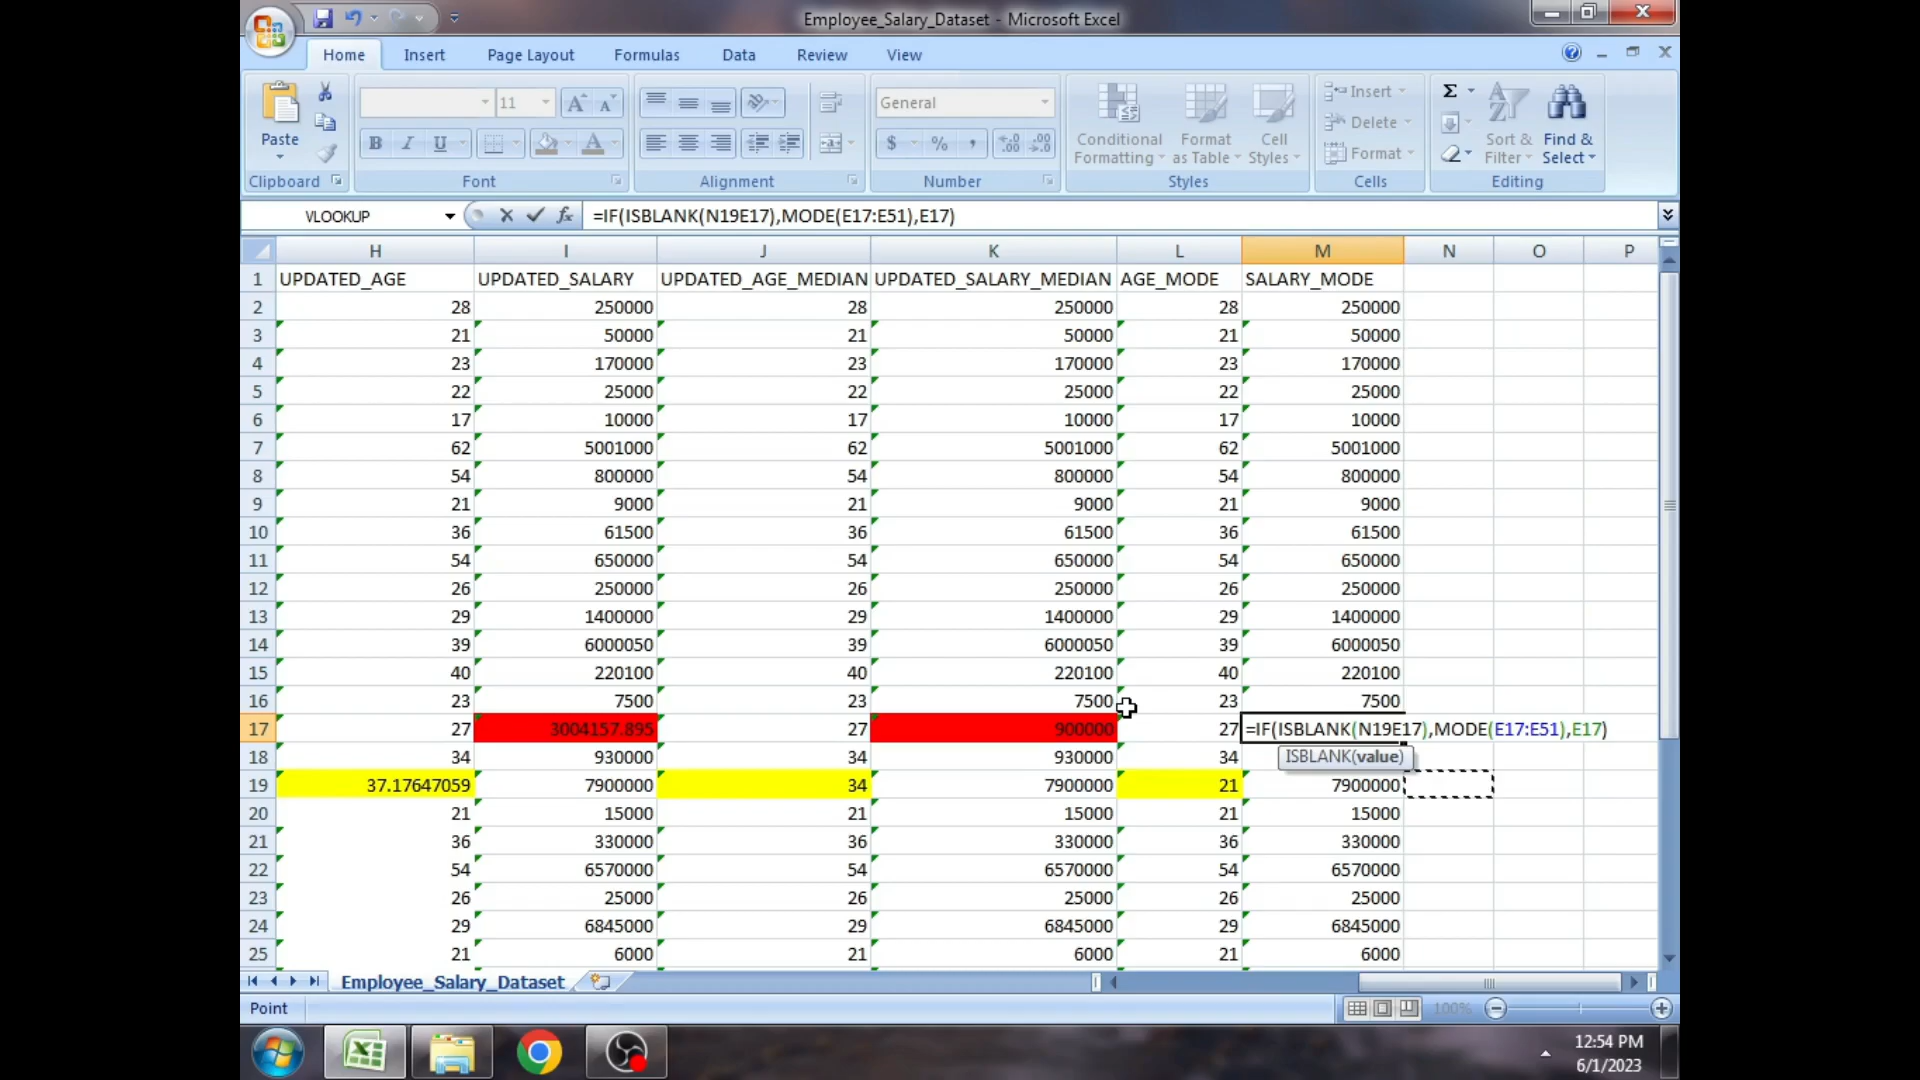 Employee_Salary_Dataset - Microsoft Excel
Home Insert Page Layout Formulas Data Review View
Paste
11
General
Conditional Formatting
Format as Table
Cell Styles
Insert
Delete
Format
Sort & Filter
Find & Select
Clipboard Font Alignment Number Styles Cells Editing
VLOOKUP =IF(ISBLANK(N19E17),MODE(E17:E51),E17)
H I J K L M N O P
1 UPDATED_AGE UPDATED_SALARY UPDATED_AGE_MEDIAN UPDATED_SALARY_MEDIAN AGE_MODE SALARY_MODE
2 28 250000 28 250000 28 250000
3 21 50000 21 50000 21 50000
4 23 170000 23 170000 23 170000
5 22 25000 22 25000 22 25000
6 17 10000 17 10000 17 10000
7 62 5001000 62 5001000 62 5001000
8 54 800000 54 800000 54 800000
9 21 9000 21 9000 21 9000
10 36 61500 36 61500 36 61500
11 54 650000 54 650000 54 650000
12 26 250000 26 250000 26 250000
13 29 1400000 29 1400000 29 1400000
14 39 6000050 39 6000050 39 6000050
15 40 220100 40 220100 40 220100
16 23 7500 23 7500 23 7500
17 27 3004157.895 27 900000 27 =IF(ISBLANK(N19E17),MODE(E17:E51),E17)
18 34 930000 34 930000 34
ISBLANK(value)
19 37.17647059 7900000 34 7900000 21 7900000
20 21 15000 21 15000 21 15000
21 36 330000 36 330000 36 330000
22 54 6570000 54 6570000 54 6570000
23 26 25000 26 25000 26 25000
24 29 6845000 29 6845000 29 6845000
25 21 6000 21 6000 21 6000
Employee_Salary_Dataset
Point 100%
12:54 PM
6/1/2023